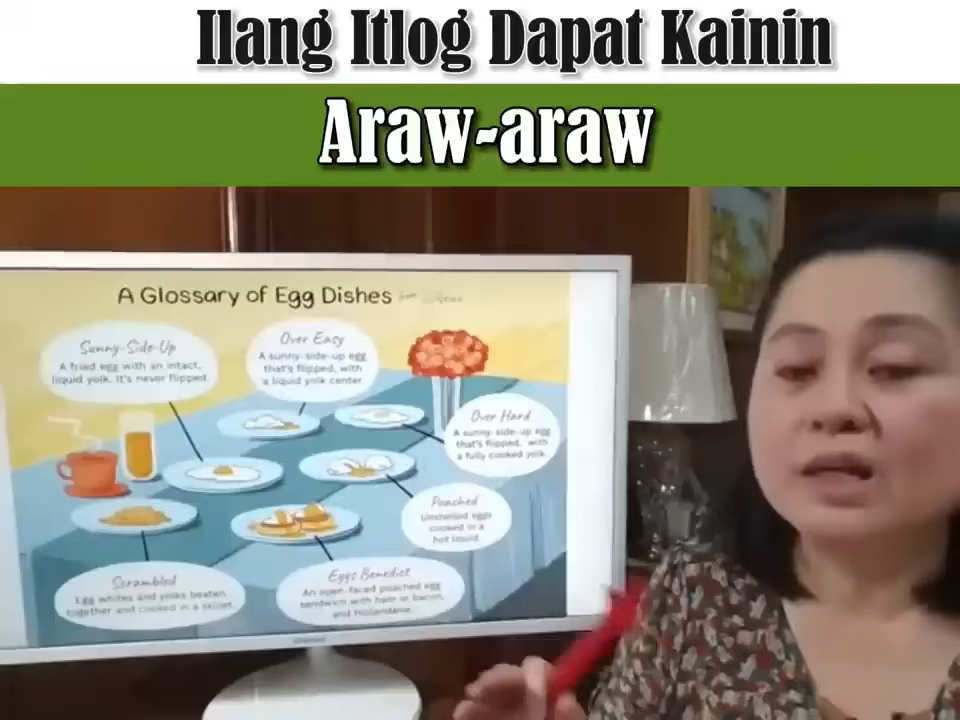 Ilang Itlog Dapat Kainin
Araw-araw
A Glossary of Egg Dishes
Sunny-Side-Up
A fried egg with an intact,
liquid yolk. It's never flipped.
Over Easy
A sunny-side-up egg
that's flipped, with
a liquid yolk center.
Over Hard
A sunny-side-up egg
that's flipped, with
a fully cooked yolk.
Poached
Unshelled eggs
cooked in a
hot liquid.
Scrambled
Egg whites and yolks beaten
together and cooked in a skillet.
Eggs Benedict
An open-faced poached egg
sandwich with ham or bacon,
and Hollandaise.